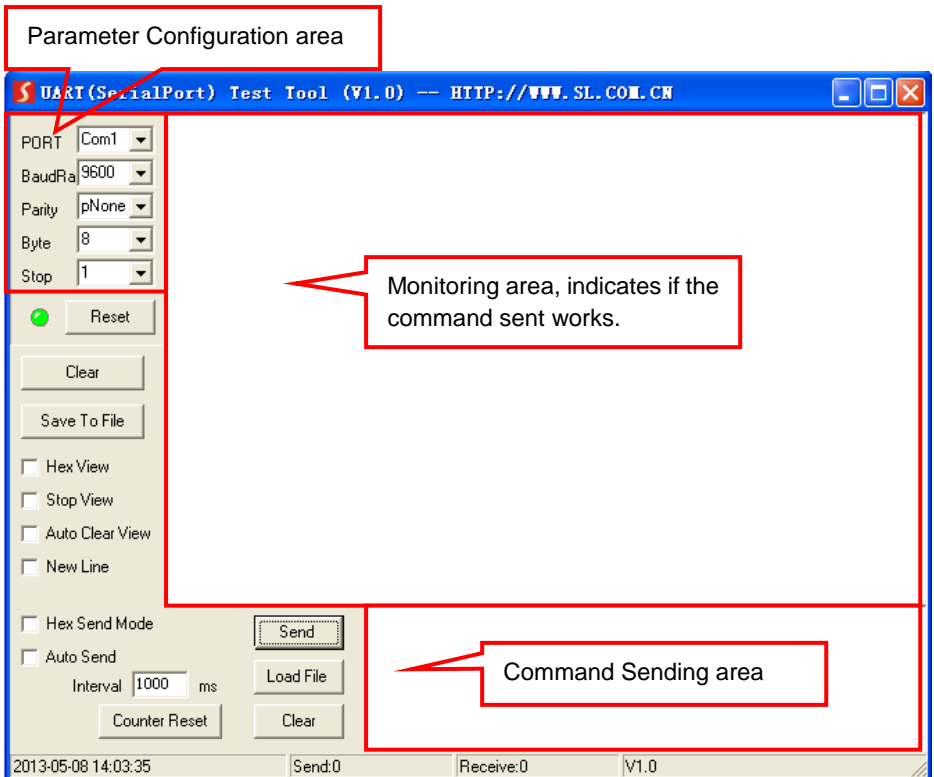 Parameter Configuration area
UART(SerialPort) Test Tool (V1.0) -- HTTP://WWW.SL.COM.CN
PORT Com1
BaudRa 9600
Parity pNone
Byte 8
Stop 1
Reset
Monitoring area, indicates if the
command sent works.
Clear
Save To File
Hex View
Stop View
Auto Clear View
New Line
Hex Send Mode
Send
Auto Send
Interval 1000 ms
Load File
Command Sending area
Counter Reset
Clear
2013-05-08 14:03:35 Send:0 Receive:0 V1.0